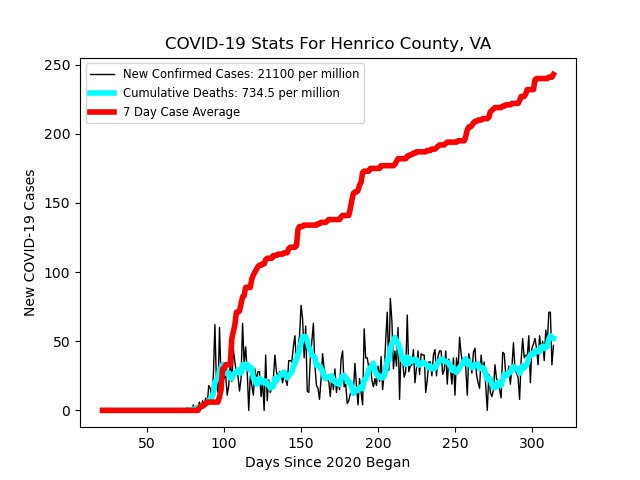 COVID-19 Stats For Henrico County, VA
New Confirmed Cases: 21100 per million
Cumulative Deaths: 734.5 per million
7 Day Case Average
New COVID-19 Cases
250
200
150
100
50
0
50 100 150 200 250 300
Days Since 2020 Began